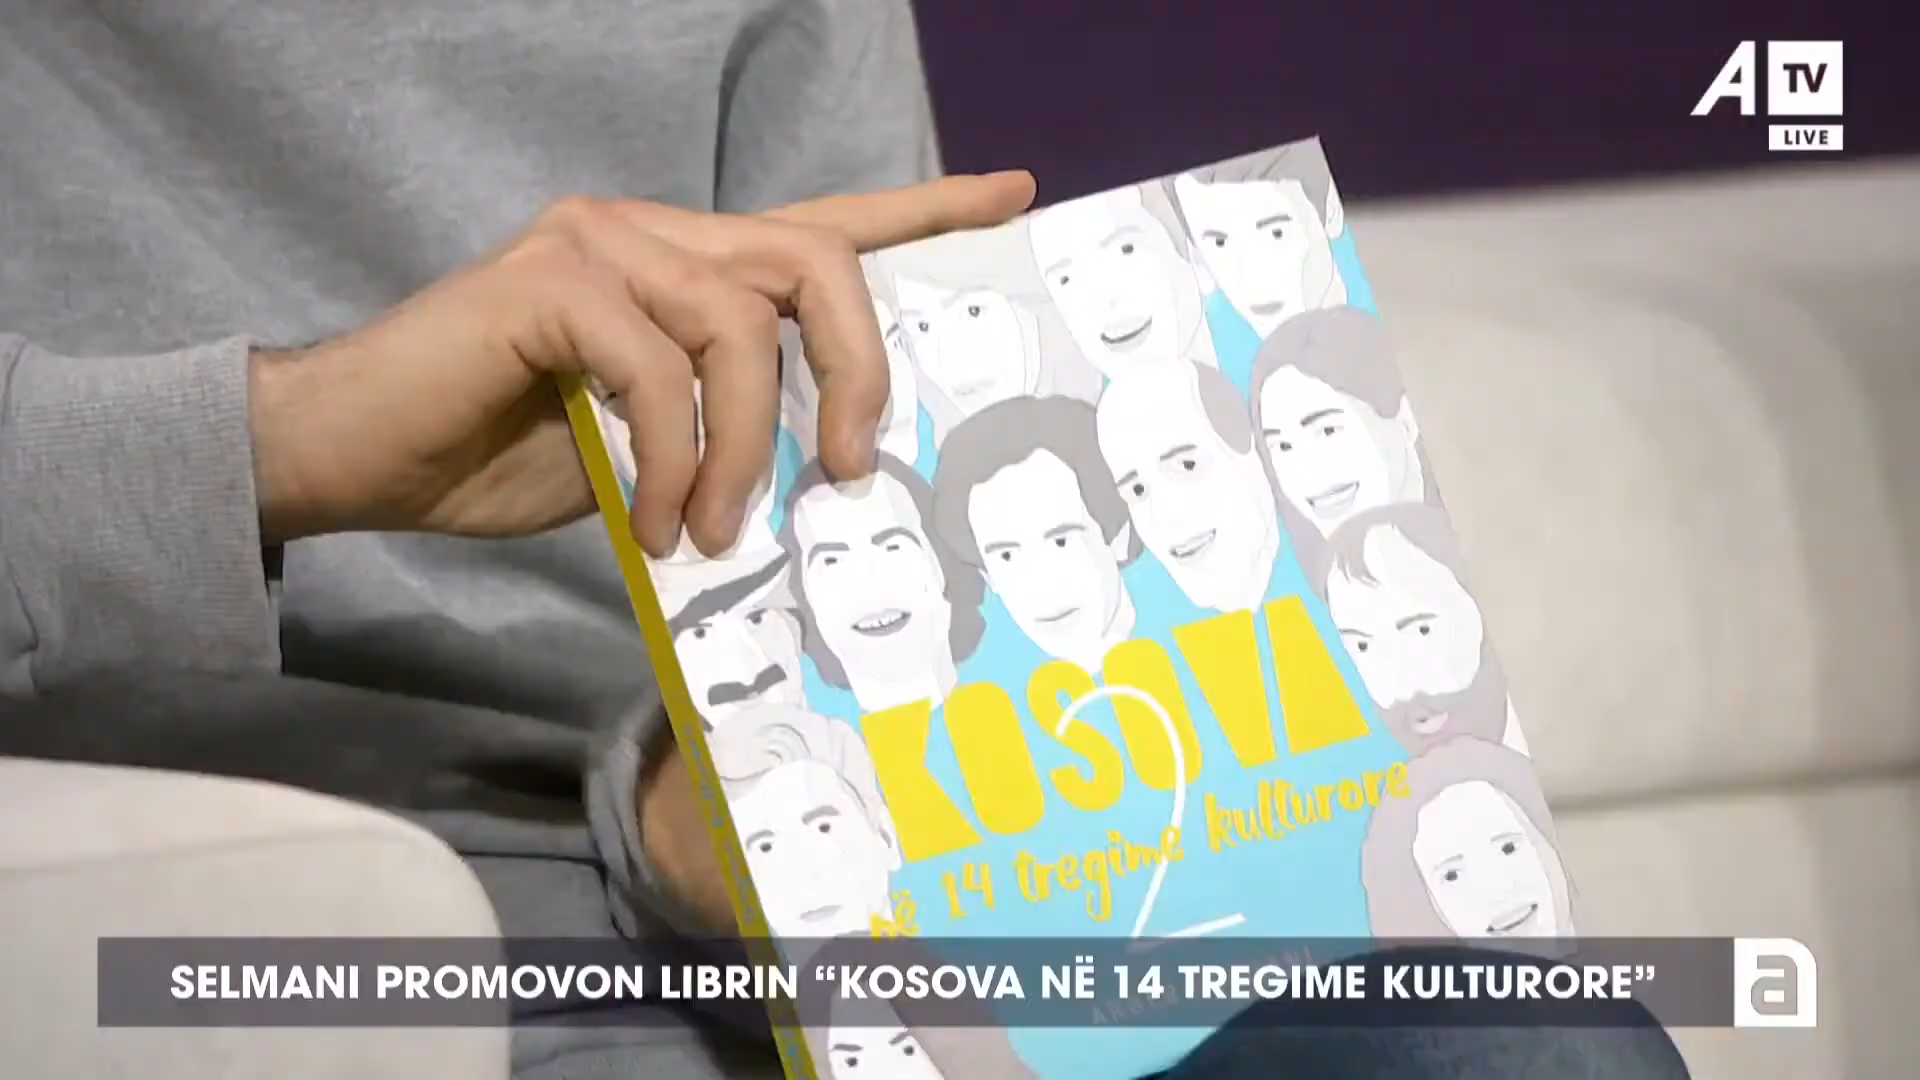 A TV
LIVE
KOSOVA
2
në 14 tregime kulturore
SELMANI PROMOVON LIBRIN “KOSOVA NË 14 TREGIME KULTURORE”
a